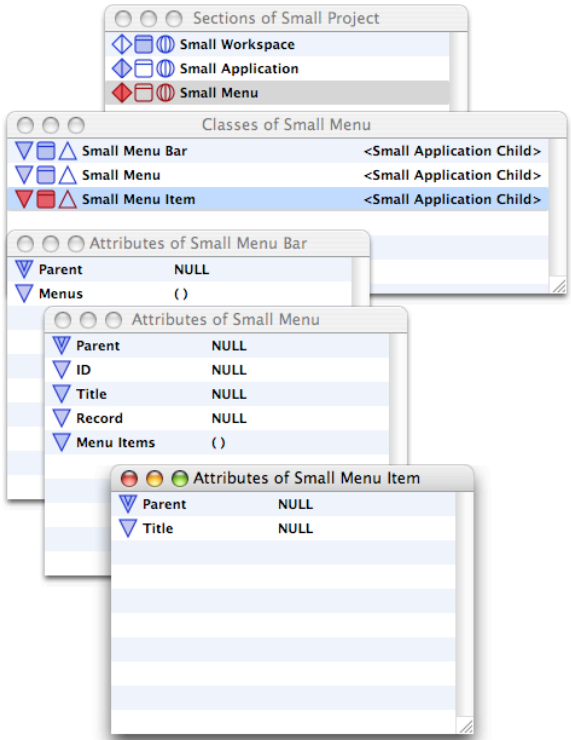 Sections of Small Project
Small Workspace
Small Application
Small Menu
Classes of Small Menu
Small Menu Bar <Small Application Child>
Small Menu <Small Application Child>
Small Menu Item <Small Application Child>
Attributes of Small Menu Bar
Parent NULL
Menus ( )
Attributes of Small Menu
Parent NULL
ID NULL
Title NULL
Record NULL
Menu Items ( )
Attributes of Small Menu Item
Parent NULL
Title NULL